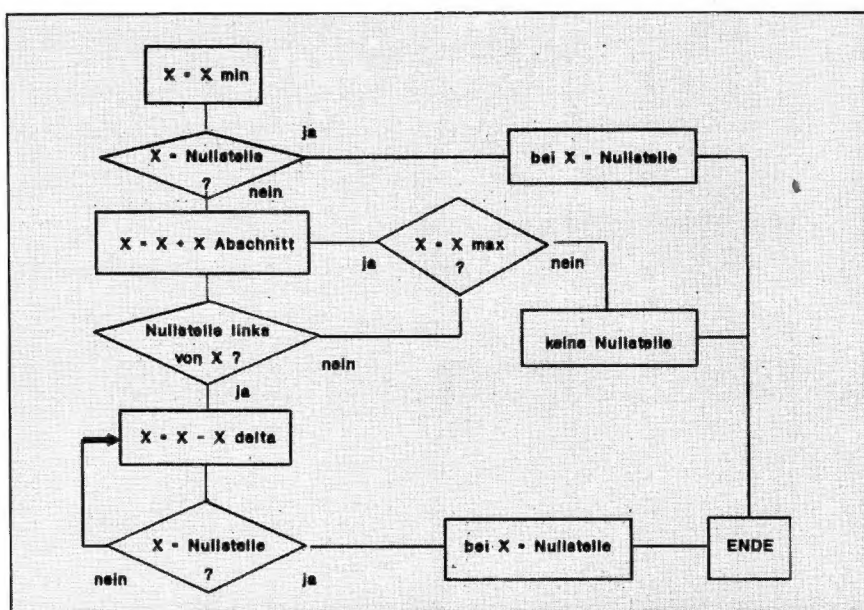 X = X min
ja
X = Nullstelle
?
nein
bei X = Nullstelle
X = X + X Abschnitt
ja
X = X max
?
nein
Nullstelle links
von X ?
nein
keine Nullstelle
ja
X = X - X delta
X = Nullstelle
?
nein
ja
bei X = Nullstelle
ENDE